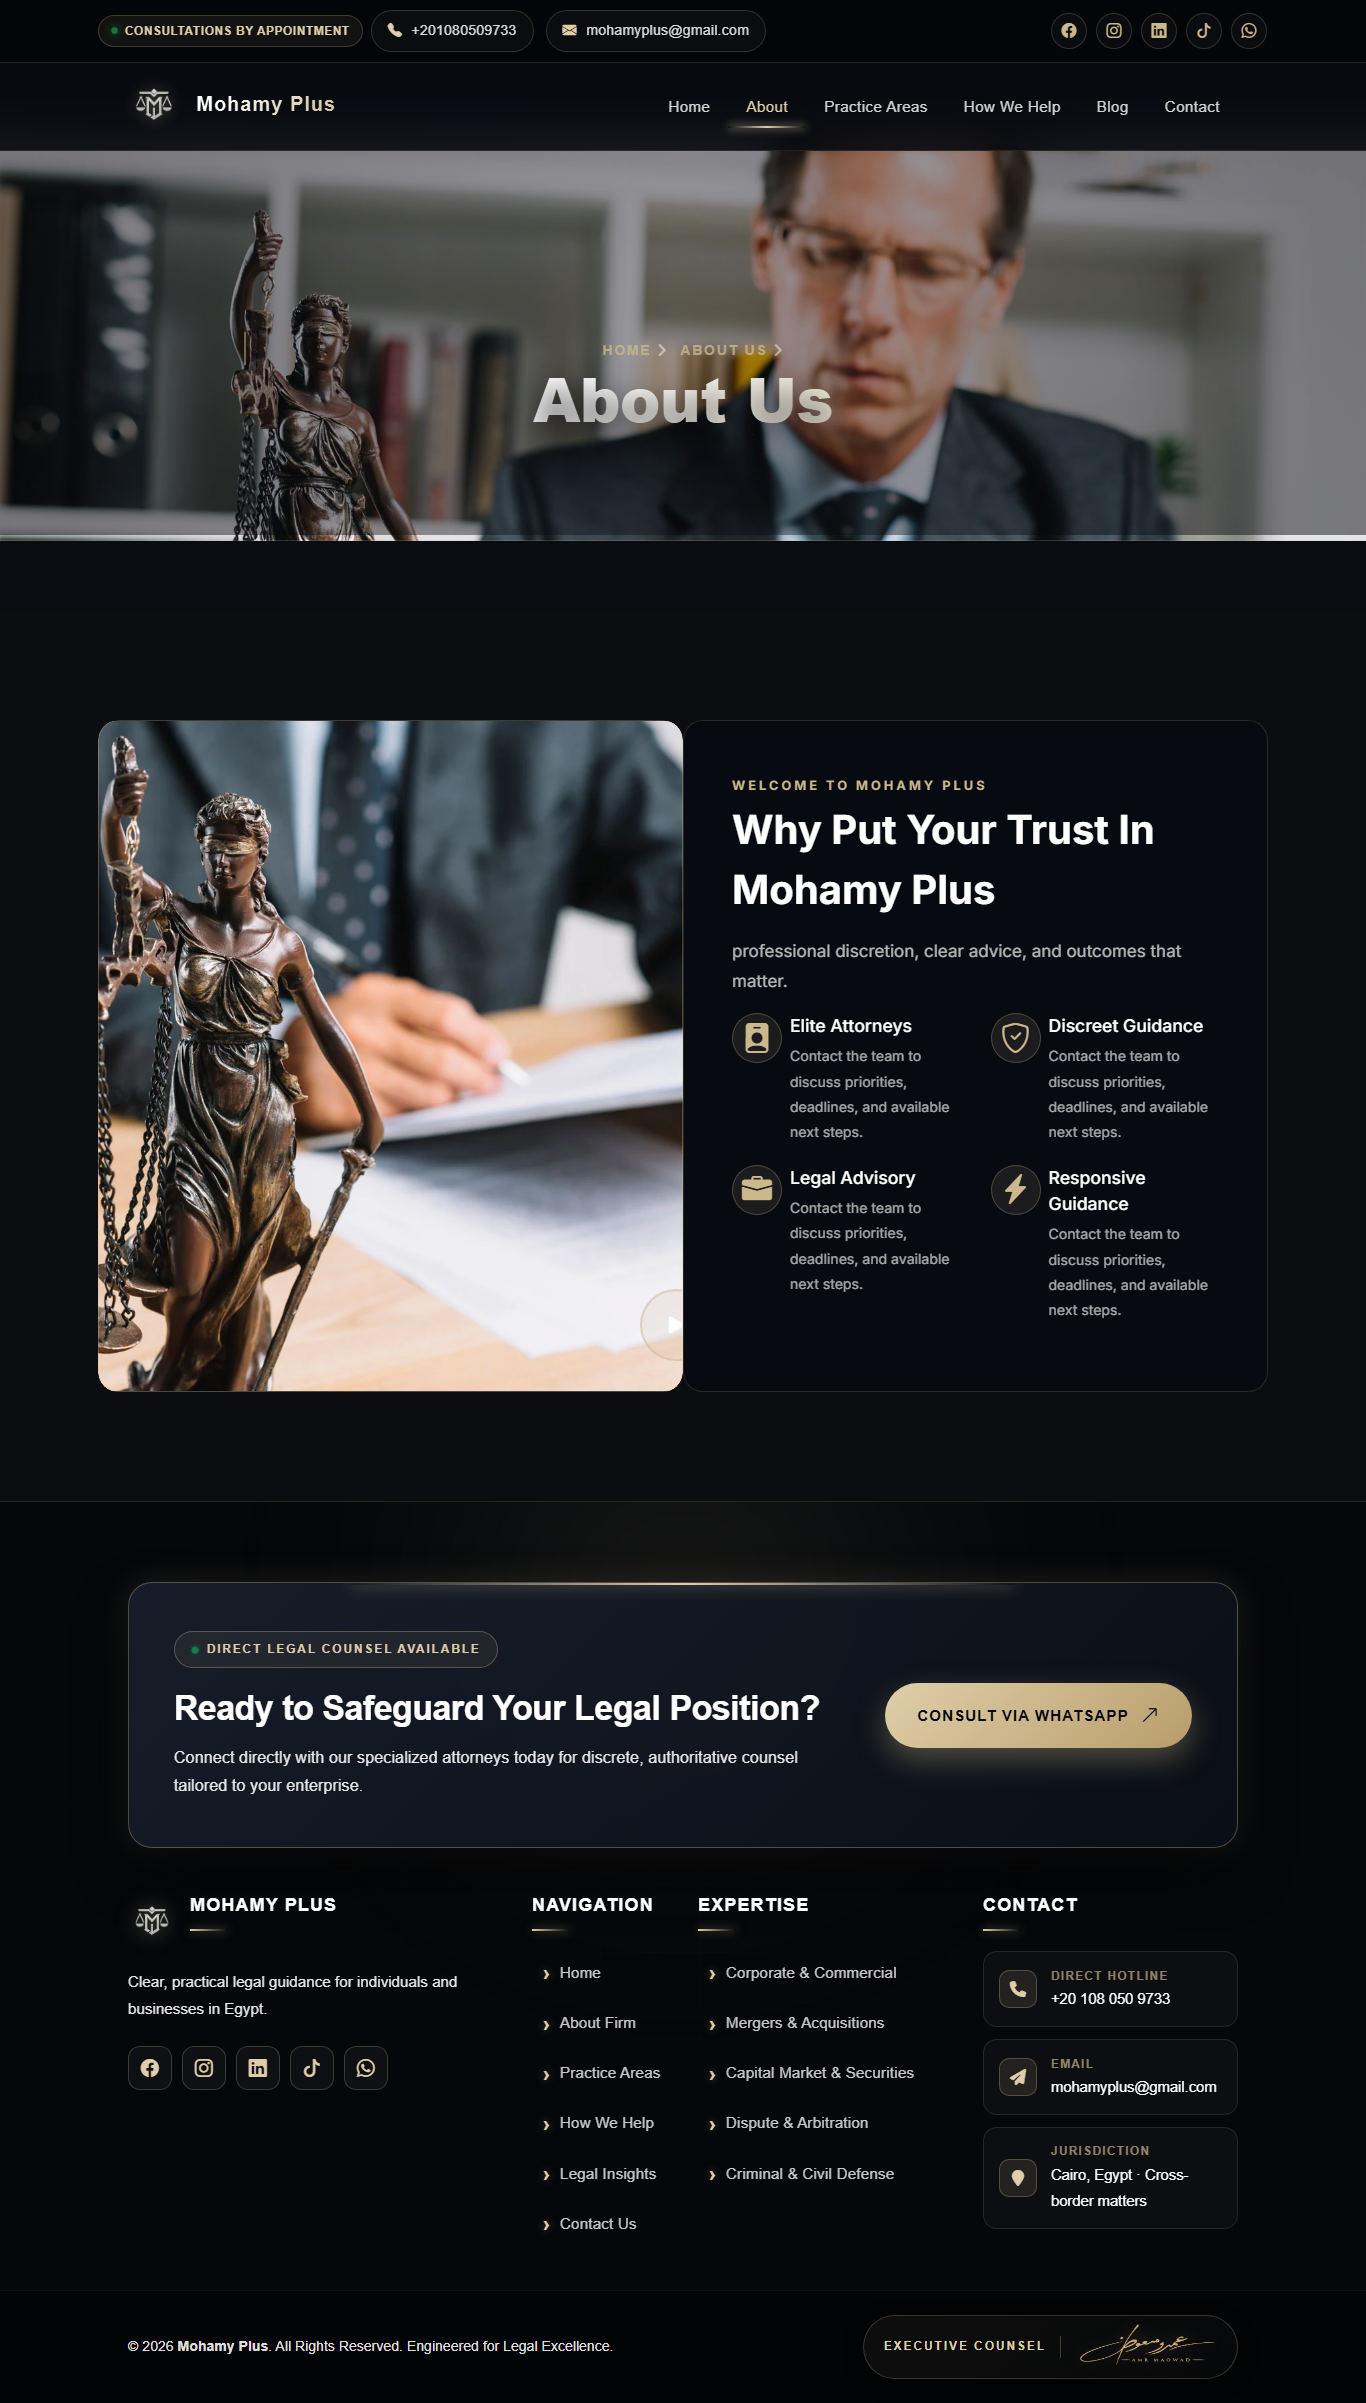 CONSULTATIONS BY APPOINTMENT
+201080509733
mohamyplus@gmail.com
Mohamy Plus
Home
About
Practice Areas
How We Help
Blog
Contact
HOME
ABOUT US
About Us
WELCOME TO MOHAMY PLUS
Why Put Your Trust In
Mohamy Plus
professional discretion, clear advice, and outcomes that
matter.
Elite Attorneys
Contact the team to
discuss priorities,
deadlines, and available
next steps.
Discreet Guidance
Contact the team to
discuss priorities,
deadlines, and available
next steps.
Legal Advisory
Contact the team to
discuss priorities,
deadlines, and available
next steps.
Responsive
Guidance
Contact the team to
discuss priorities,
deadlines, and available
next steps.
DIRECT LEGAL COUNSEL AVAILABLE
Ready to Safeguard Your Legal Position?
Connect directly with our specialized attorneys today for discrete, authoritative counsel
tailored to your enterprise.
CONSULT VIA WHATSAPP
MOHAMY PLUS
Clear, practical legal guidance for individuals and
businesses in Egypt.
NAVIGATION
Home
About Firm
Practice Areas
How We Help
Legal Insights
Contact Us
EXPERTISE
Corporate & Commercial
Mergers & Acquisitions
Capital Market & Securities
Dispute & Arbitration
Criminal & Civil Defense
CONTACT
DIRECT HOTLINE
+20 108 050 9733
EMAIL
mohamyplus@gmail.com
JURISDICTION
Cairo, Egypt · Cross-
border matters
© 2026 Mohamy Plus. All Rights Reserved. Engineered for Legal Excellence.
EXECUTIVE COUNSEL
AMR MAOWAD